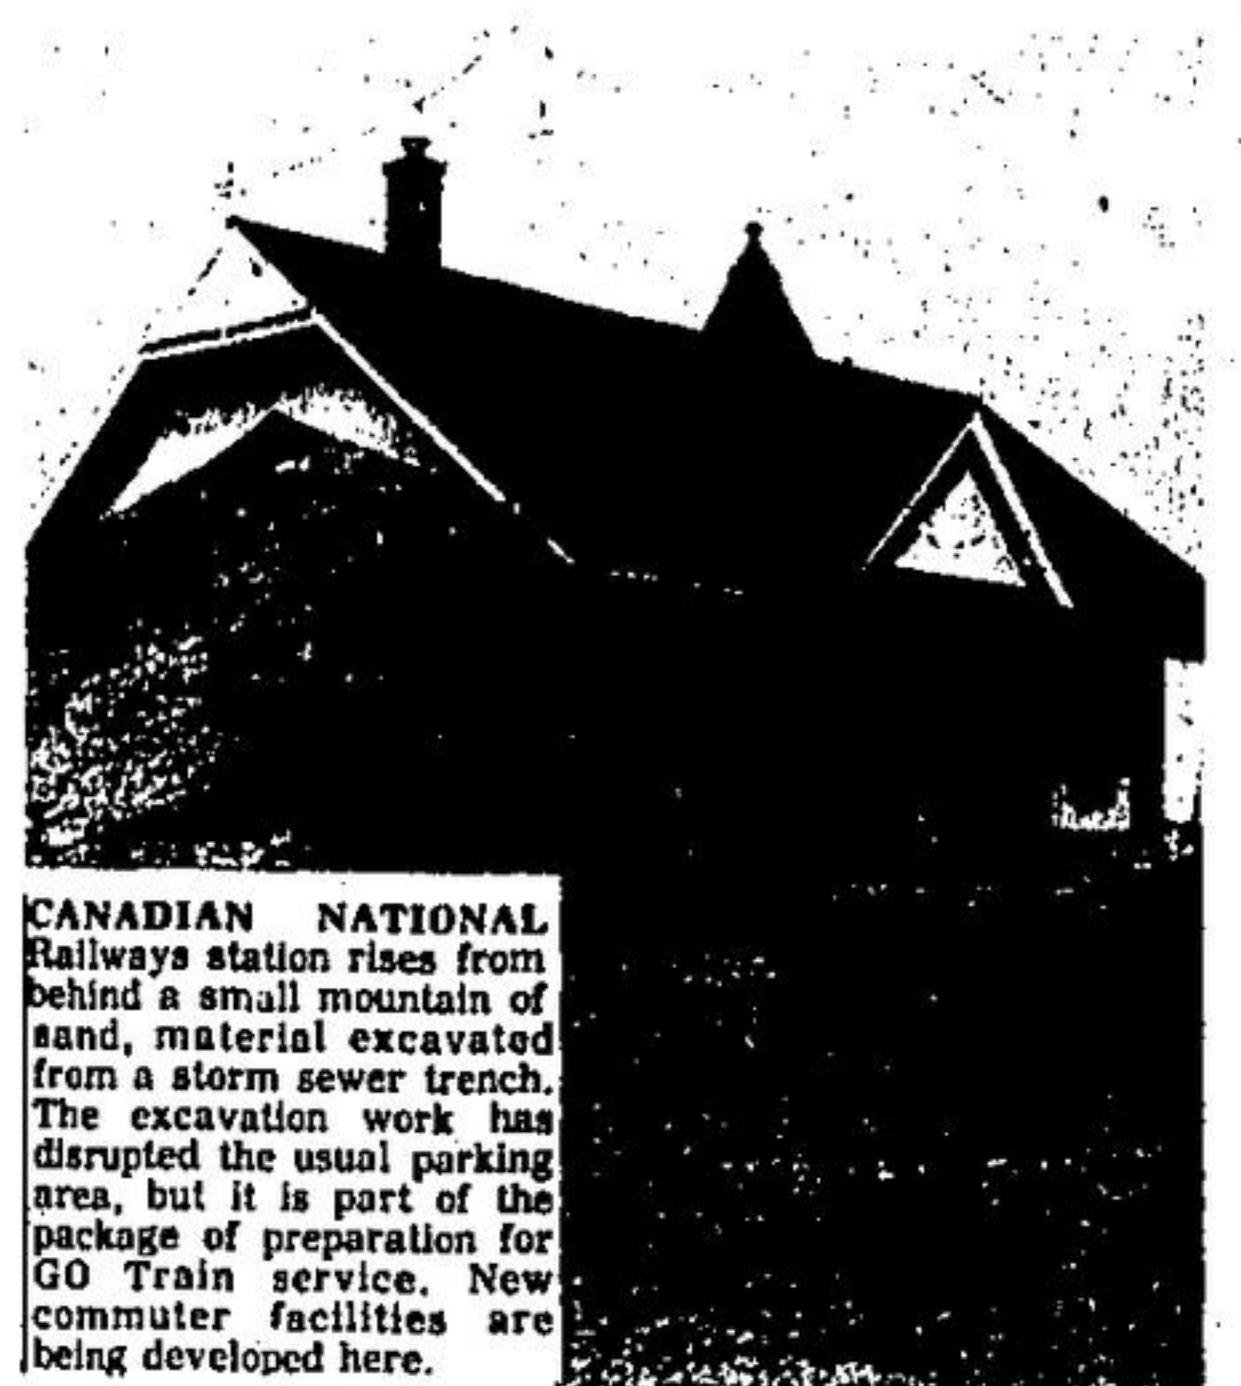 CANADIAN NATIONAL
Railways station rises from
behind a small mountain of
sand, material excavated
from a storm sewer trench.
The excavation work has
disrupted the usual parking
area, but it is part of the
package of preparation for
GO Train service. New
commuter facilities are
being developed here.